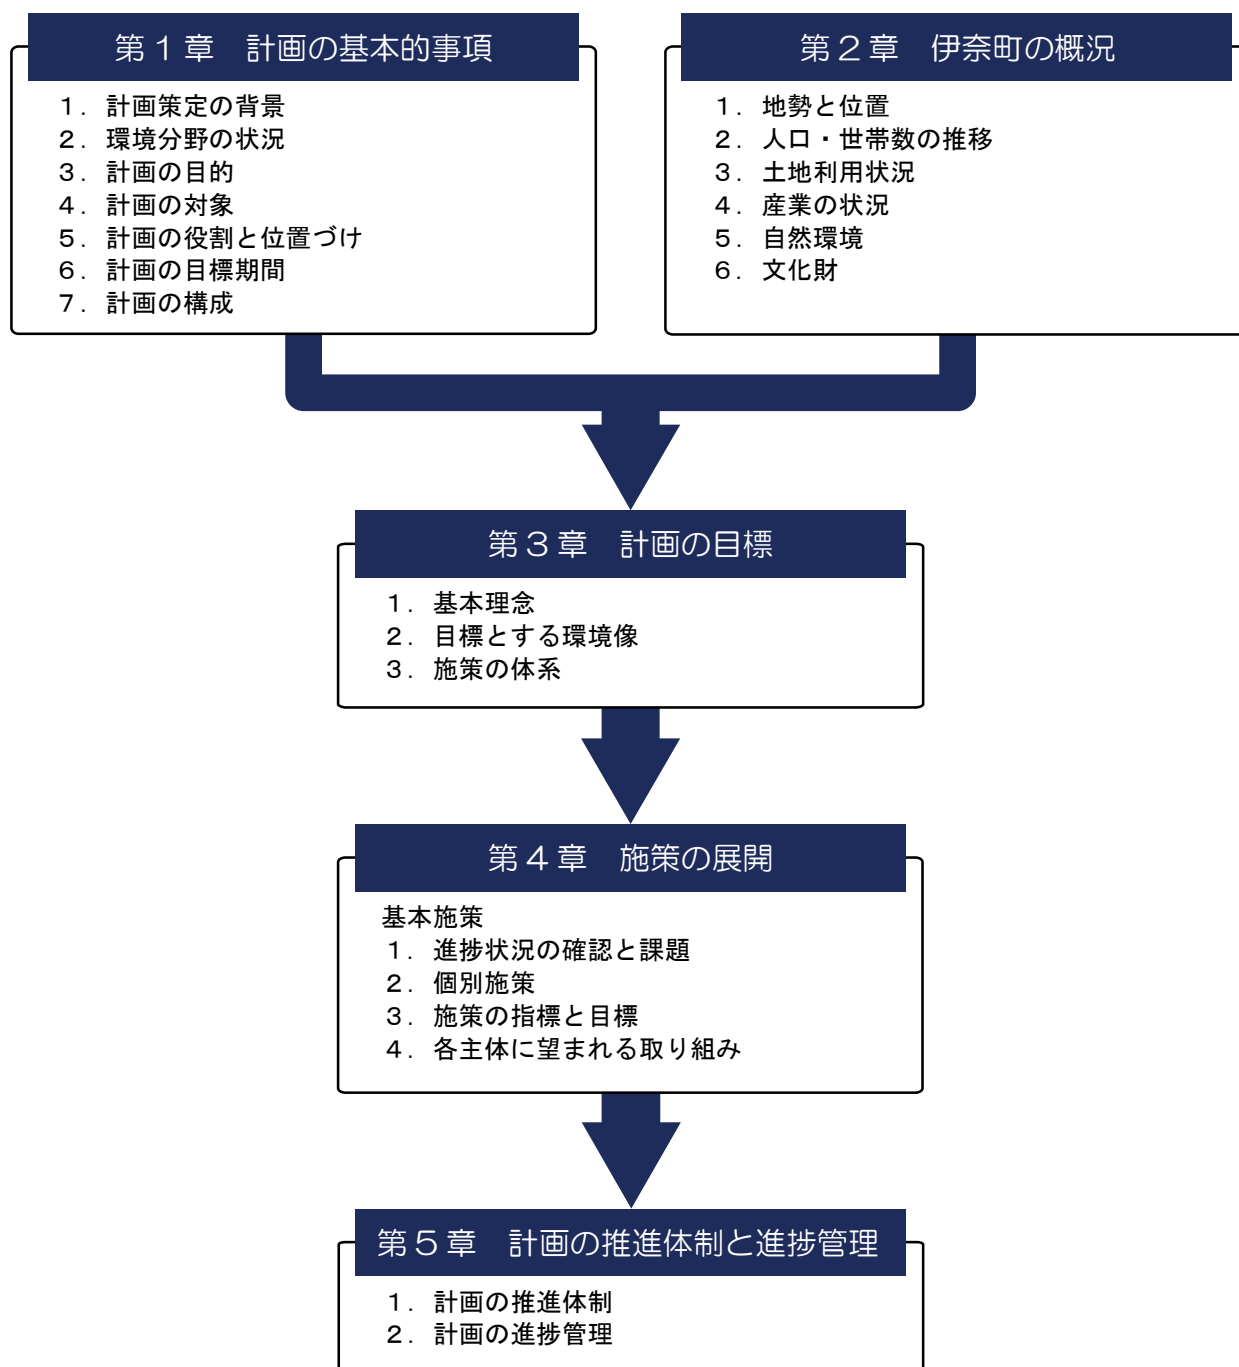 第１章　計画の基本的事項
１．計画策定の背景
２．環境分野の状況
３．計画の目的
４．計画の対象
５．計画の役割と位置づけ
６．計画の目標期間
７．計画の構成
第２章　伊奈町の概況
１．地勢と位置
２．人口・世帯数の推移
３．土地利用状況
４．産業の状況
５．自然環境
６．文化財
第３章　計画の目標
１．基本理念
２．目標とする環境像
３．施策の体系
第４章　施策の展開
基本施策
１．進捗状況の確認と課題
２．個別施策
３．施策の指標と目標
４．各主体に望まれる取り組み
第５章　計画の推進体制と進捗管理
１．計画の推進体制
２．計画の進捗管理